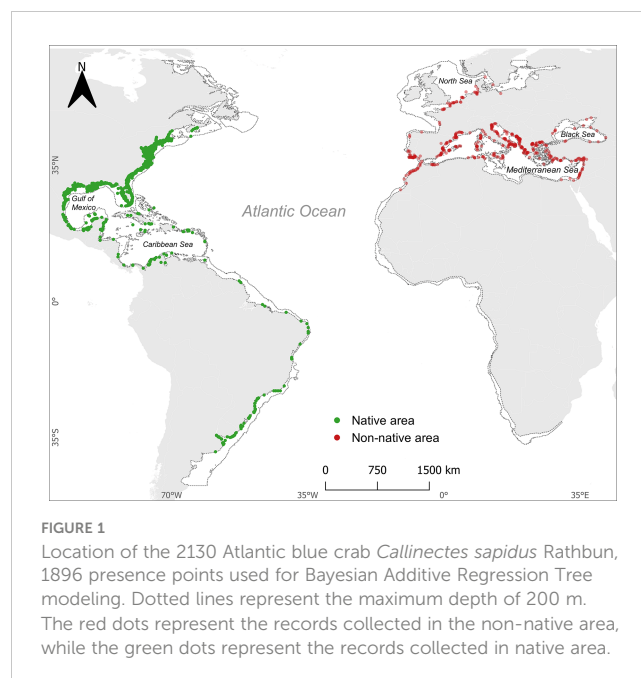 N
North Sea
Black Sea
Mediterranean Sea
35°N
Gulf of
Mexico
Atlantic Ocean
Caribbean Sea
0°
Native area
Non-native area
35°S
0 750 1500 km
70°W 35°W 0° 35°E
FIGURE 1
Location of the 2130 Atlantic blue crab Callinectes sapidus Rathbun,
1896 presence points used for Bayesian Additive Regression Tree
modeling. Dotted lines represent the maximum depth of 200 m.
The red dots represent the records collected in the non-native area,
while the green dots represent the records collected in native area.